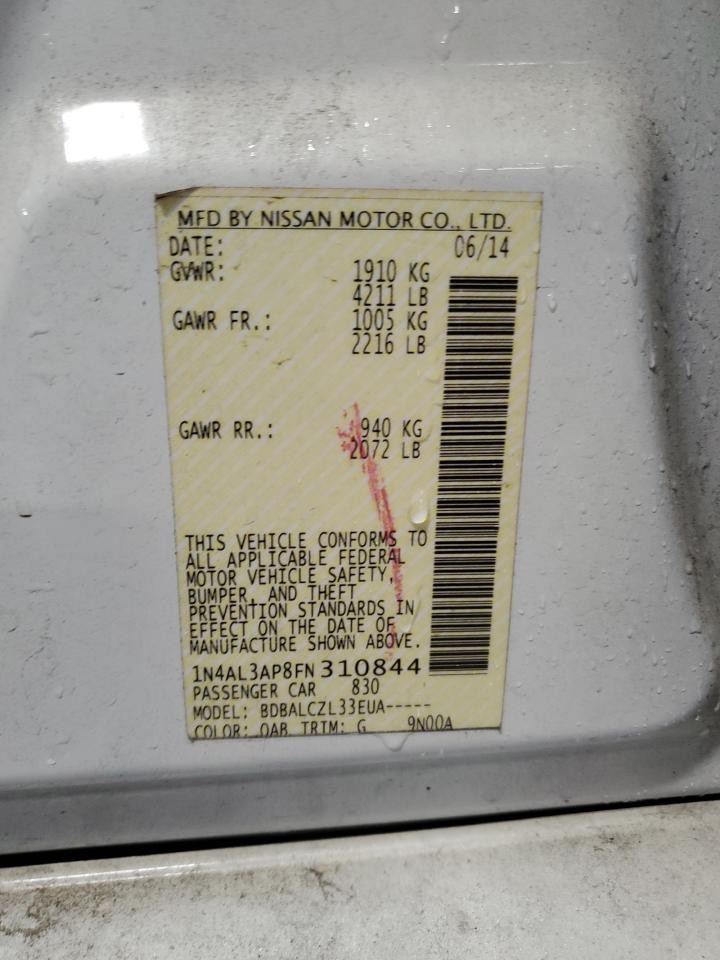 MFD BY NISSAN MOTOR CO., LTD.
DATE: 06/14
GVWR: 1910 KG
4211 LB
GAWR FR.: 1005 KG
2216 LB
GAWR RR.: 940 KG
2072 LB
THIS VEHICLE CONFORMS TO
ALL APPLICABLE FEDERAL
MOTOR VEHICLE SAFETY,
BUMPER, AND THEFT
PREVENTION STANDARDS IN
EFFECT ON THE DATE OF
MANUFACTURE SHOWN ABOVE.
1N4AL3AP8FN310844
PASSENGER CAR 830
MODEL: BDBALCZL33EUA-----
COLOR: QAB TRIM: G 9N00A